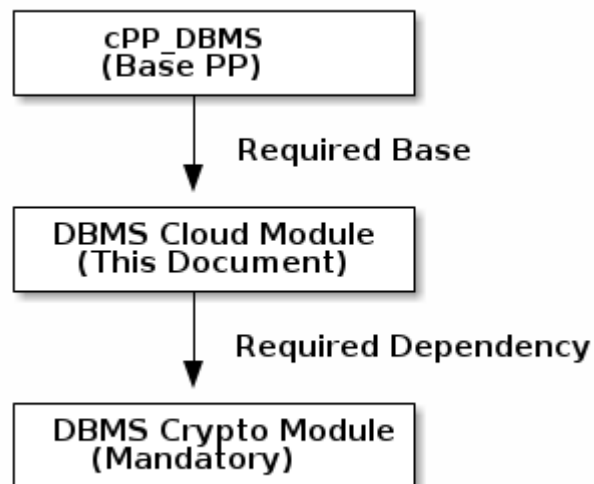 cPP_DBMS
(Base PP)
Required Base
DBMS Cloud Module
(This Document)
Required Dependency
DBMS Crypto Module
(Mandatory)